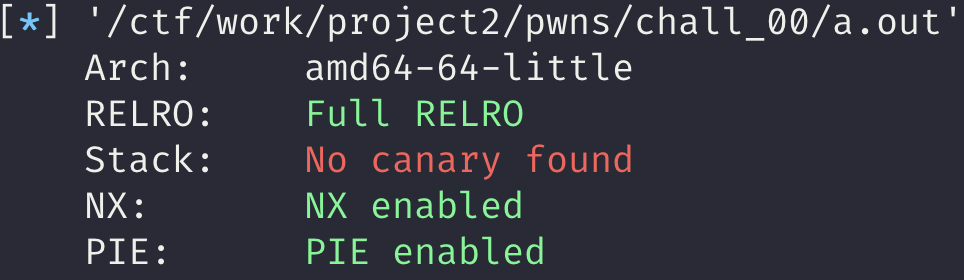 [*] '/ctf/work/project2/pwns/chall_00/a.out'
Arch: amd64-64-little
RELRO: Full RELRO
Stack: No canary found
NX: NX enabled
PIE: PIE enabled